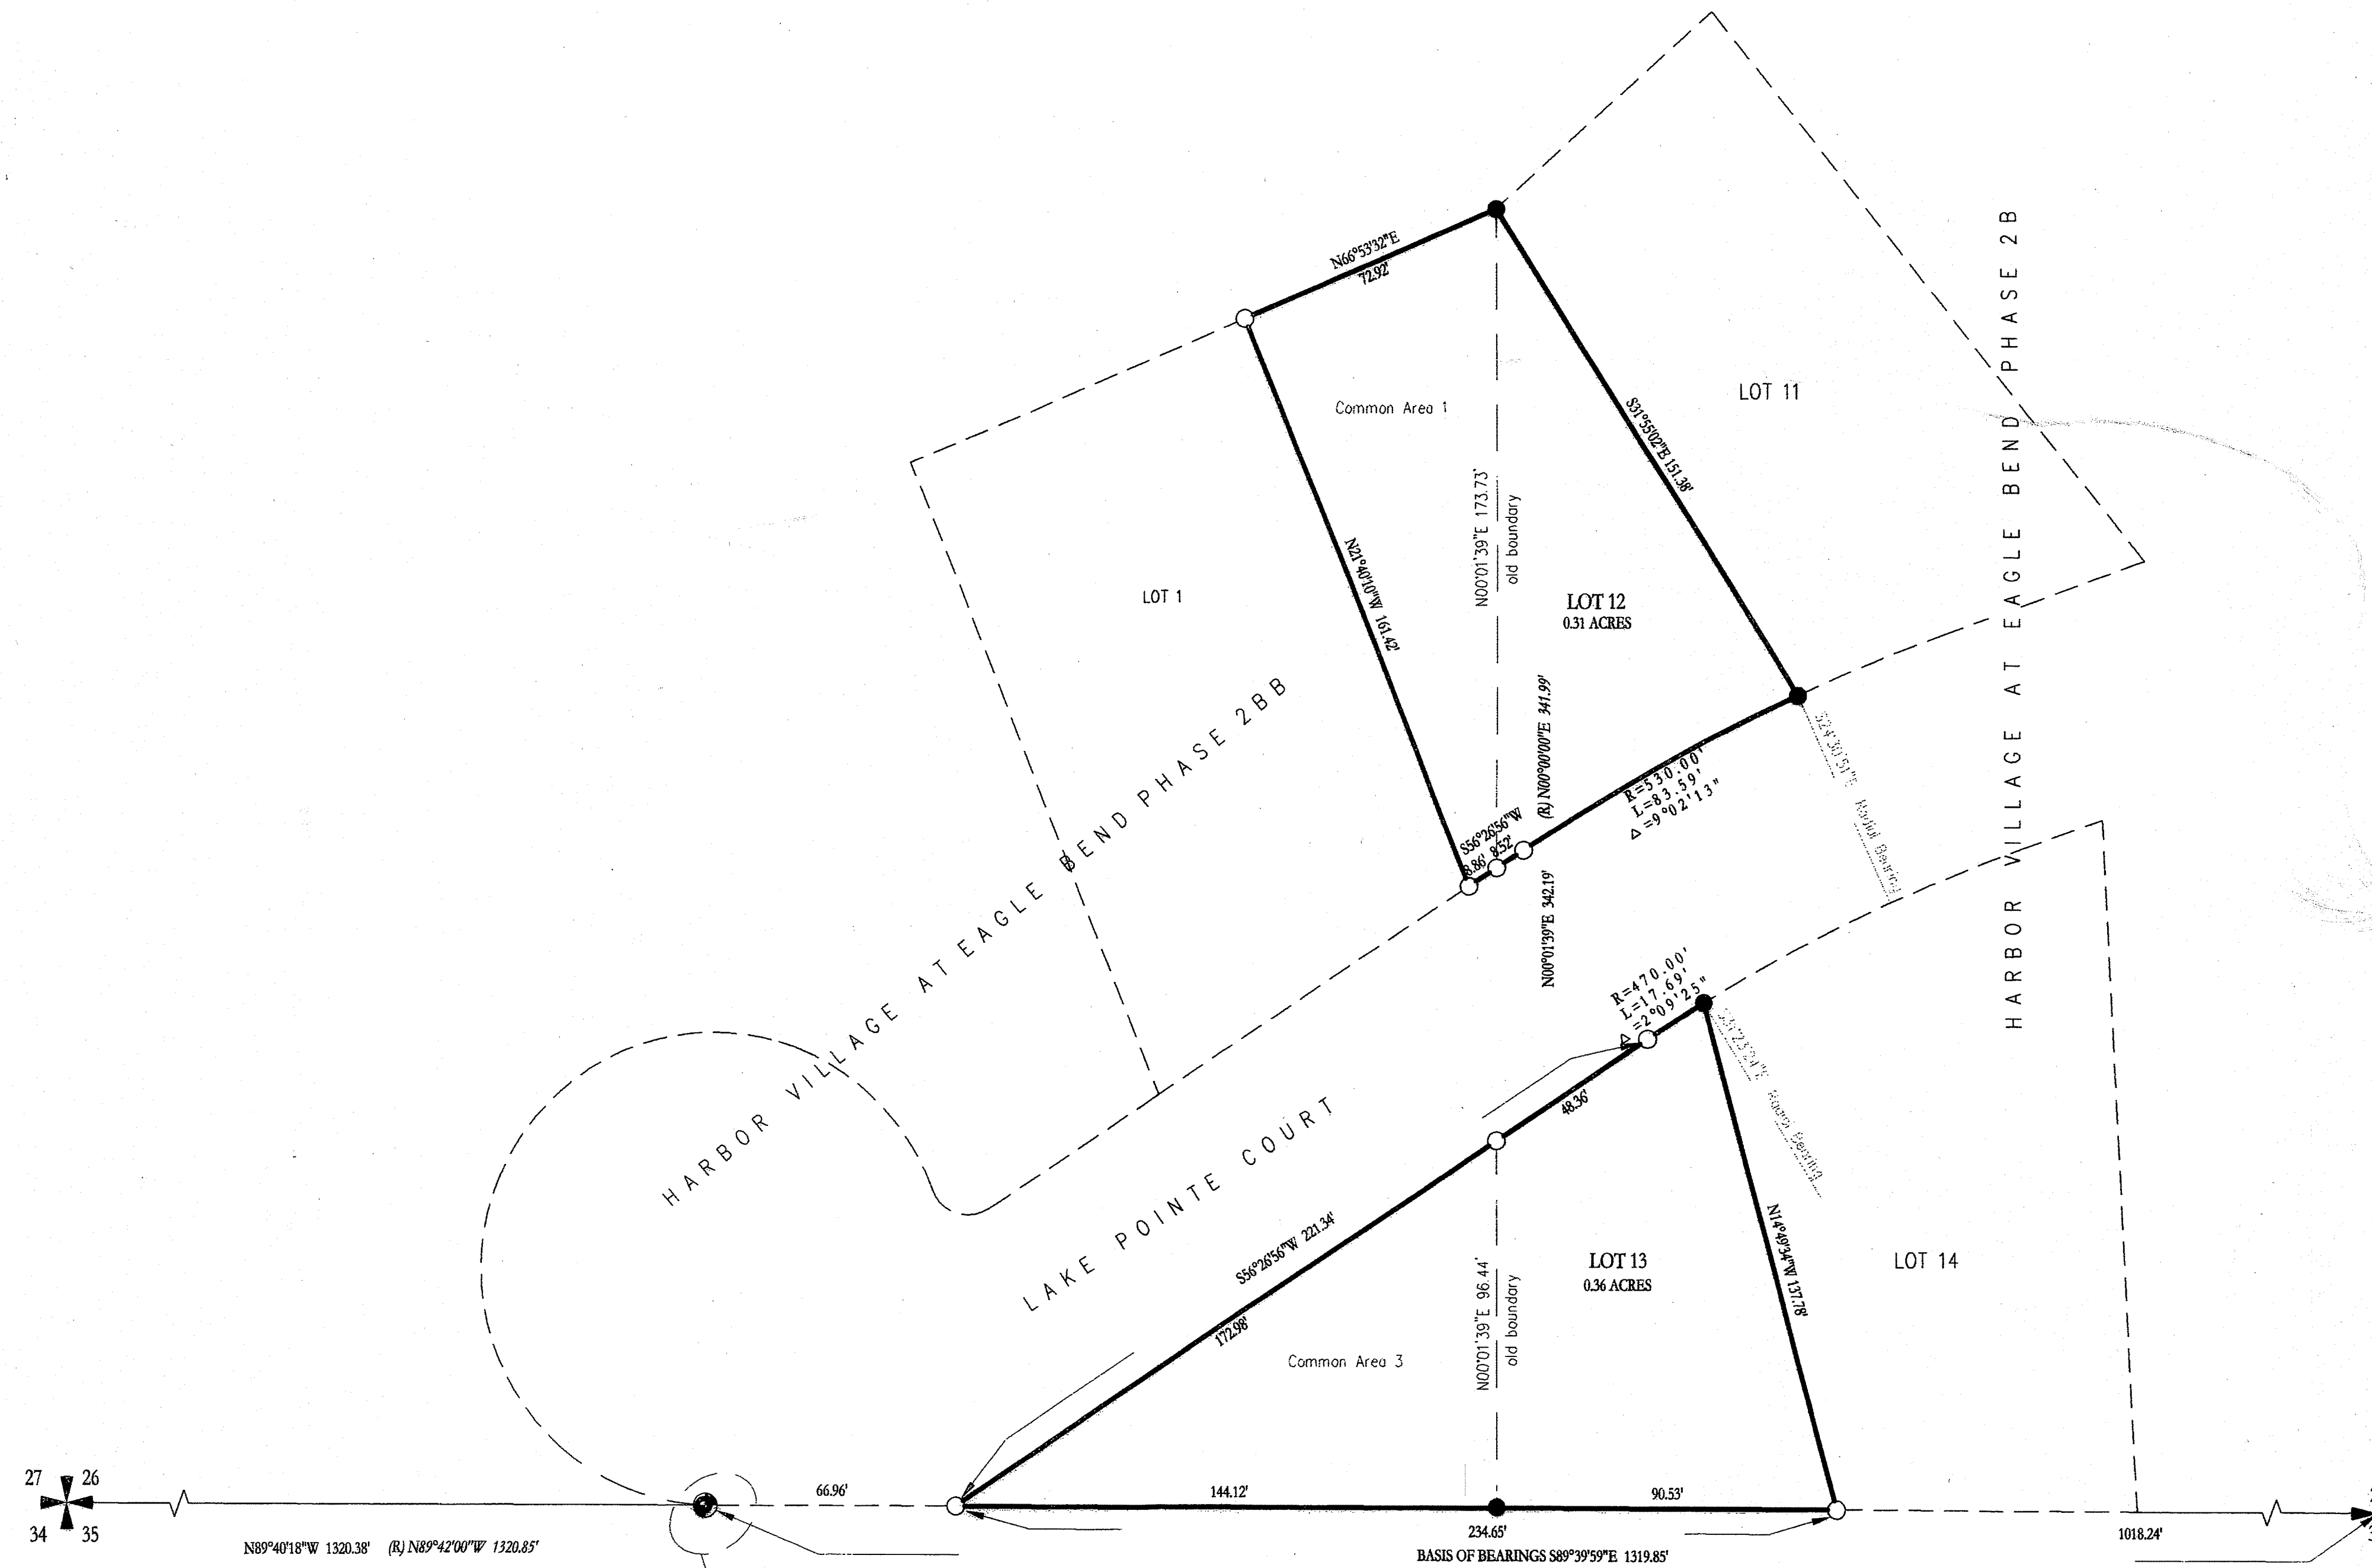 HARBOR VILLAGE AT EAGLE BEND PHASE 2B
N66°53'32"E
72.92'
LOT 11
Common Area 1
S31°55'02"E 151.38'
N00°01'39"E 173.73'
old boundary
N21°40'10"W 161.42'
LOT 1
LOT 12
0.31 ACRES
HARBOR VILLAGE AT EAGLE BEND PHASE 2BB
(R) N00°00'00"E 341.99'
N00°01'39"E 342.19'
R=530.00'
L=83.59'
Δ=9°02'13"
S24°30'51"E Radial Bearing
S56°26'56"W
8.86' 8.52'
R=470.00'
L=17.69'
Δ=2°09'25"
Radial Bearing
48.36'
LAKE POINTE COURT
S56°26'56"W 221.34'
172.98'
N14°49'34"W 137.78'
LOT 13
0.36 ACRES
LOT 14
N00°01'39"E 96.44'
old boundary
Common Area 3
27 26
34 35
66.96'
144.12'
90.53'
234.65'
1018.24'
N89°40'18"W 1320.38' (R) N89°42'00"W 1320.85'
BASIS OF BEARINGS S89°39'59"E 1319.85'